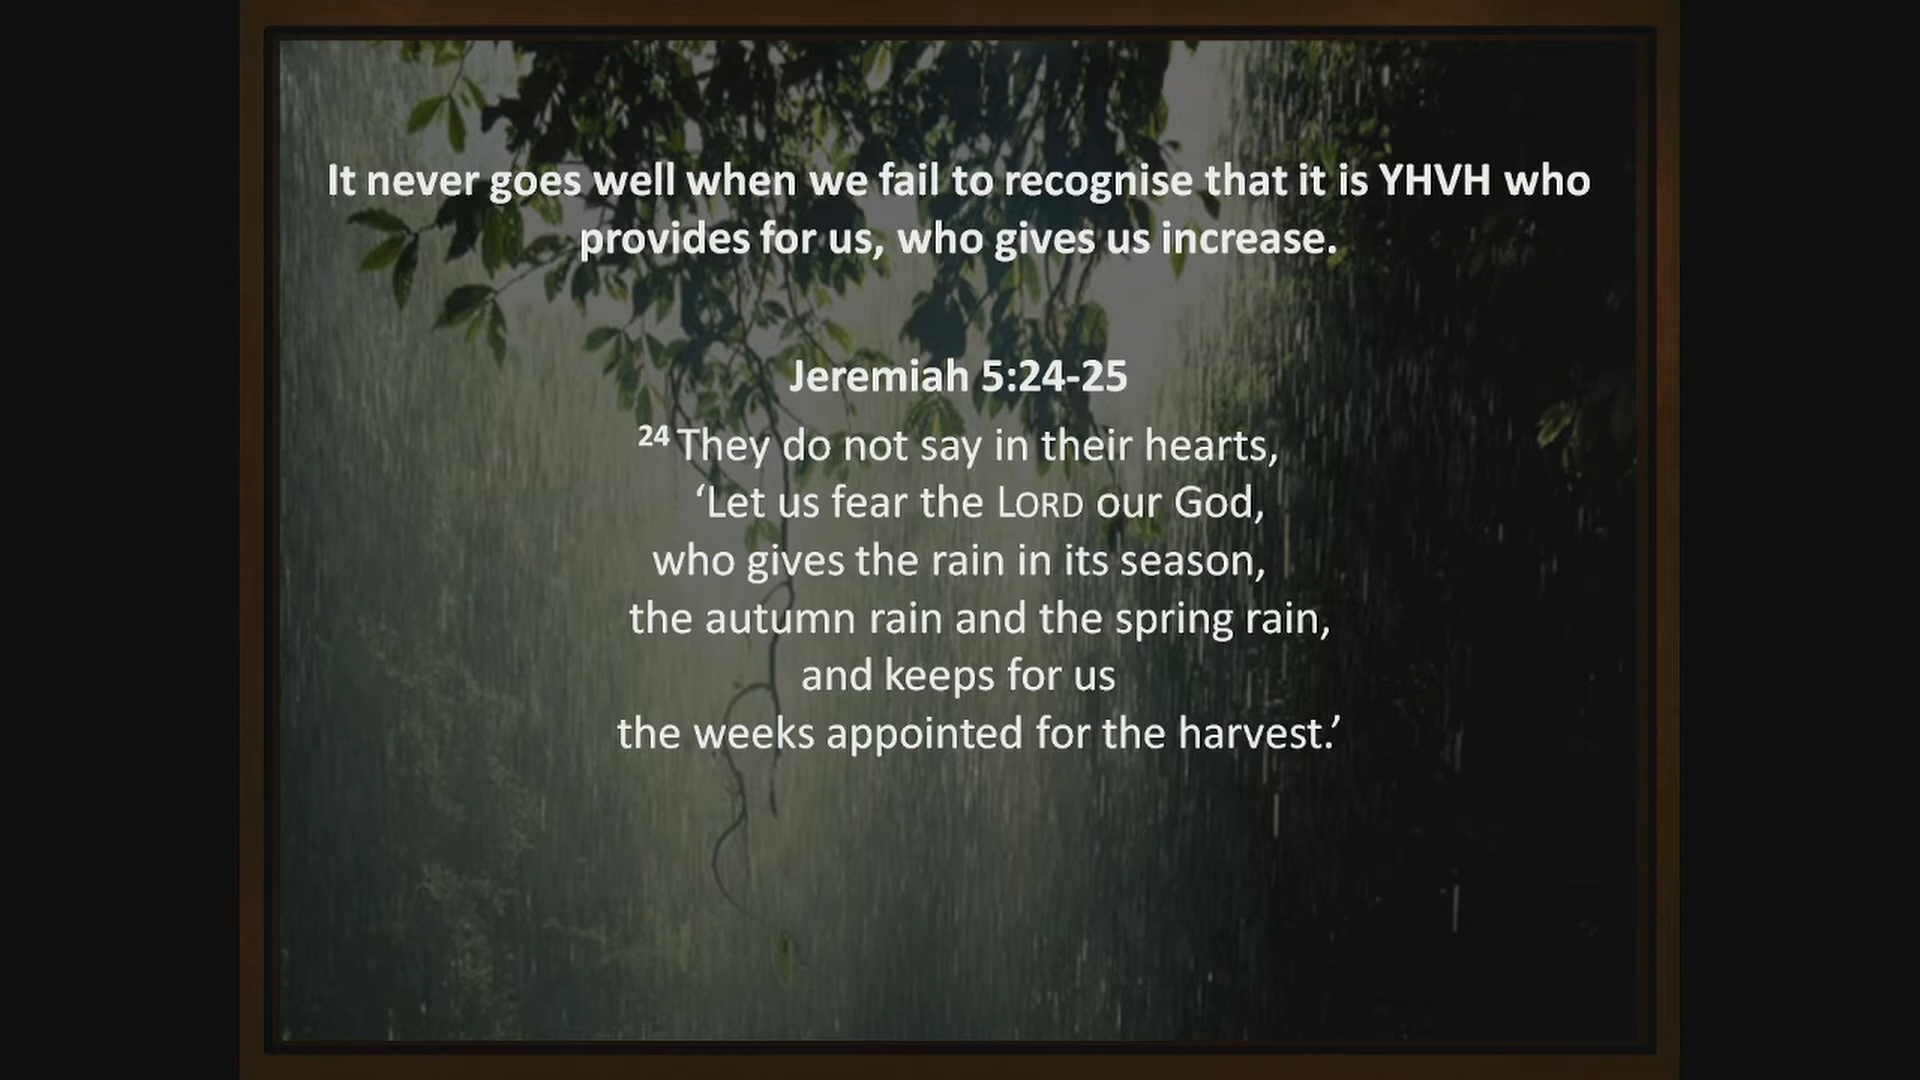 It never goes well when we fail to recognise that it is YHVH who
provides for us, who gives us increase.
Jeremiah 5:24-25
24 They do not say in their hearts,
‘Let us fear the LORD our God,
who gives the rain in its season,
the autumn rain and the spring rain,
and keeps for us
the weeks appointed for the harvest.’